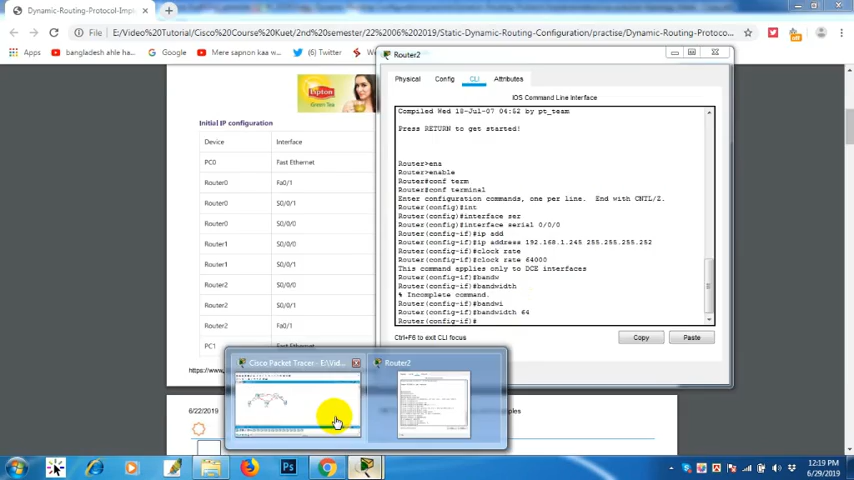 Dynamic-Routing-Protocol-Imple
File
E:/Video%20Tutorial/Cisco%20Course%20Kuet/2nd%20semester/22%2006%202019/Static-Dynamic-Routing-Configuration/practise/Dynamic-Routing-Protoco...
Apps
bangladesh ahle ha...
Google
Mere sapnon kaa w...
(6) Twitter
Router2
Physical
Config
CLI
Attributes
IOS Command Line Interface
Compiled Wed 18-Jul-07 04:52 by pt_team
Press RETURN to get started!
Router>ena
Router>enable
Router#conf term
Router#conf terminal
Enter configuration commands, one per line.  End with CNTL/Z.
Router(config)#int
Router(config)#interface ser
Router(config)#interface serial 0/0/0
Router(config-if)#ip add
Router(config-if)#ip address 192.168.1.245 255.255.255.252
Router(config-if)#clock rate
Router(config-if)#clock rate 64000
This command applies only to DCE interfaces
Router(config-if)#bandw
Router(config-if)#bandwidth
% Incomplete command.
Router(config-if)#bandwi
Router(config-if)#bandwidth 64
Router(config-if)#
Ctrl+F6 to exit CLI focus
Copy
Paste
Lipton
Green Tea
Initial IP configuration
Device
Interface
PC0
Fast Ethernet
Router0
Fa0/1
Router0
S0/0/1
Router0
S0/0/0
Router1
S0/0/0
Router1
S0/0/1
Router2
S0/0/0
Router2
S0/0/1
Router2
Fa0/1
PC1
Fast Ethernet
https://www.
Cisco Packet Tracer - E:\Vid...
Router2
6/22/2019
12:19 PM
6/29/2019